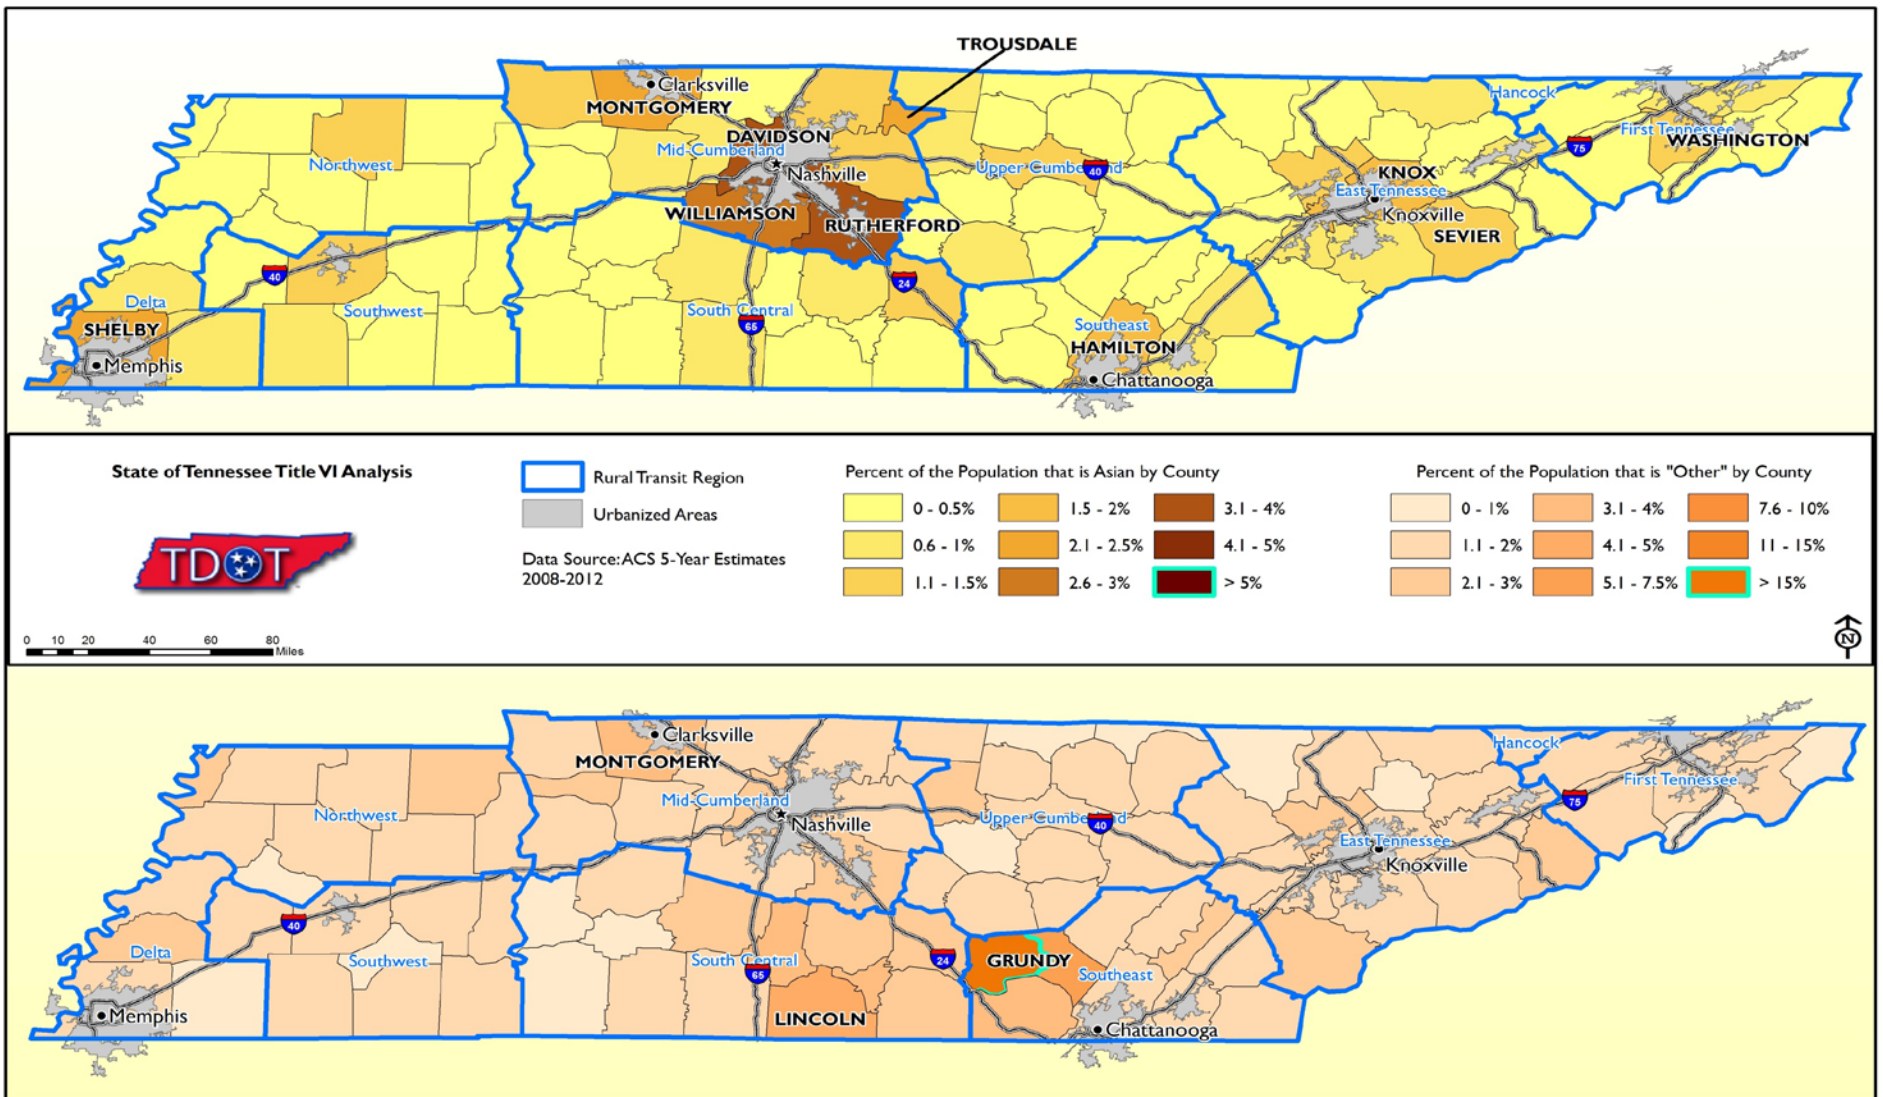 TROUSDALE
Clarksville
MONTGOMERY
Hancock
DAVIDSON
First Tennessee
WASHINGTON
Mid-Cumberland
75
Northwest
Upper Cumbe
40
nd
Nashville
KNOX
East Tennessee
WILLIAMSON
Knoxville
RUTHERFORD
SEVIER
40
24
Delta
Southwest
South Central
65
Southeast
SHELBY
HAMILTON
Memphis
Chattanooga
State of Tennessee Title VI Analysis
TDOT
0 10 20 40 60 80
Miles
Rural Transit Region
Urbanized Areas
Data Source: ACS 5-Year Estimates
2008-2012
Percent of the Population that is Asian by County
0 - 0.5% 1.5 - 2% 3.1 - 4%
0.6 - 1% 2.1 - 2.5% 4.1 - 5%
1.1 - 1.5% 2.6 - 3% > 5%
Percent of the Population that is "Other" by County
0 - 1% 3.1 - 4% 7.6 - 10%
1.1 - 2% 4.1 - 5% 11 - 15%
2.1 - 3% 5.1 - 7.5% > 15%
N
Clarksville
Hancock
MONTGOMERY
First Tennessee
Mid-Cumberland
75
Northwest
Upper Cumbe
40
nd
Nashville
East Tennessee
Knoxville
40
Delta
Southwest
South Central
65
24
GRUNDY
Southeast
Memphis
LINCOLN
Chattanooga